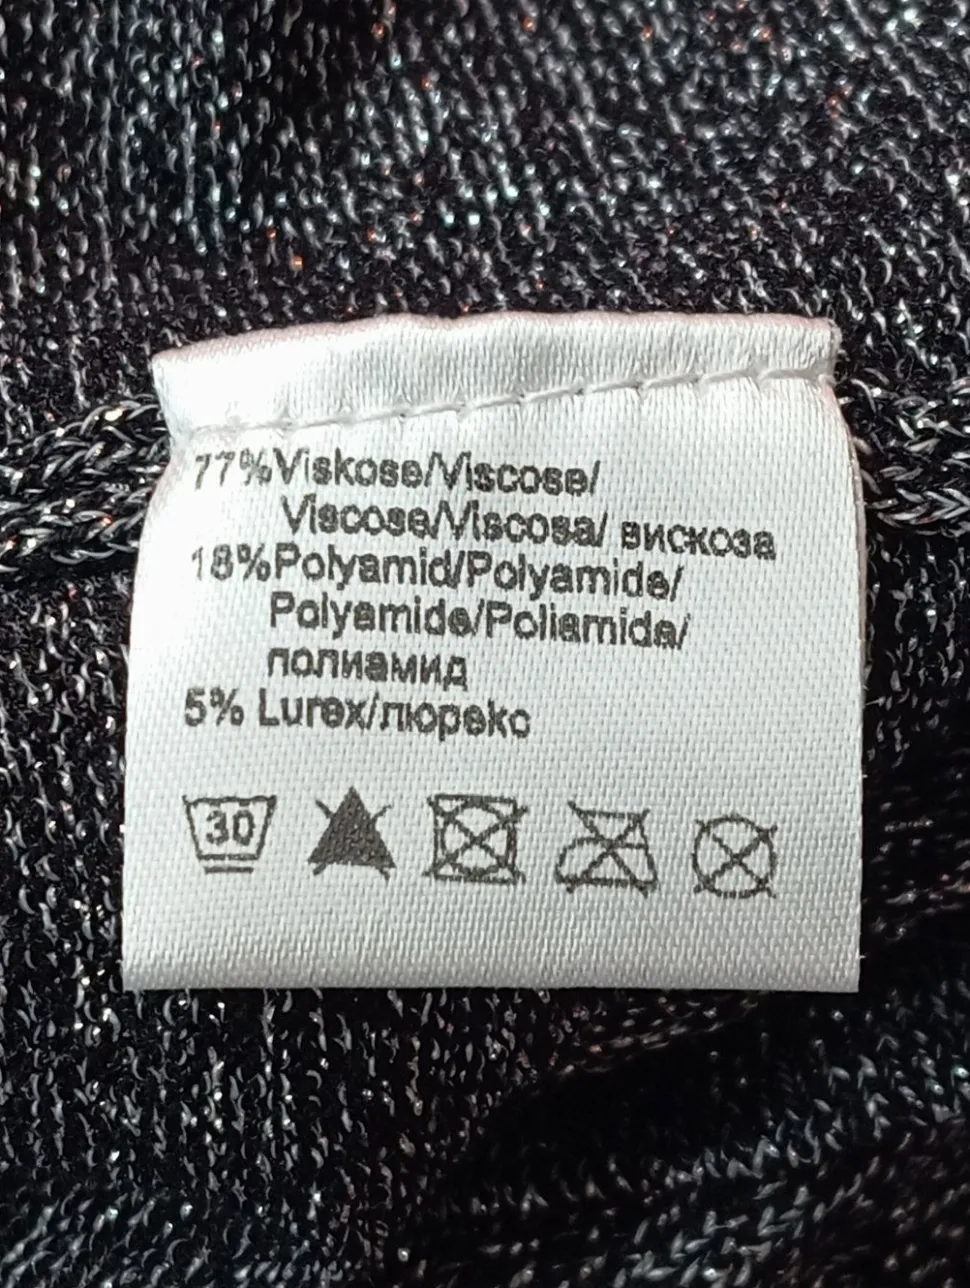 77%Viskose/Viscose/
Viscose/Viscosa/ вискоза
18%Polyamid/Polyamide/
Polyamide/Poliamida/
полиамид
5% Lurex/люрекс
30